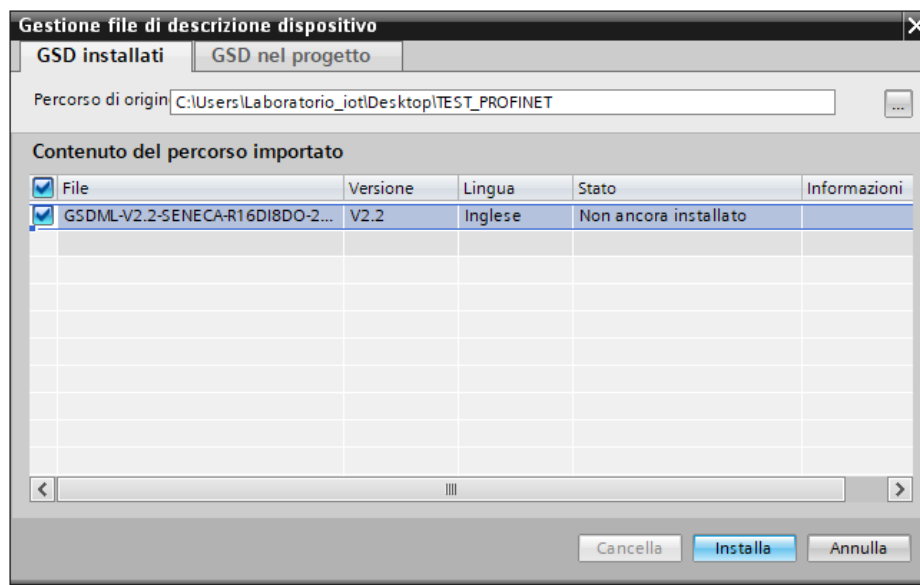 Gestione file di descrizione dispositivo
GSD installati GSD nel progetto
Percorso di origin C:\Users\Laboratorio_iot\Desktop\TEST_PROFINET ...
Contenuto del percorso importato
File Versione Lingua Stato Informazioni
GSDML-V2.2-SENECA-R16DI8DO-2... V2.2 Inglese Non ancora installato
Cancella Installa Annulla